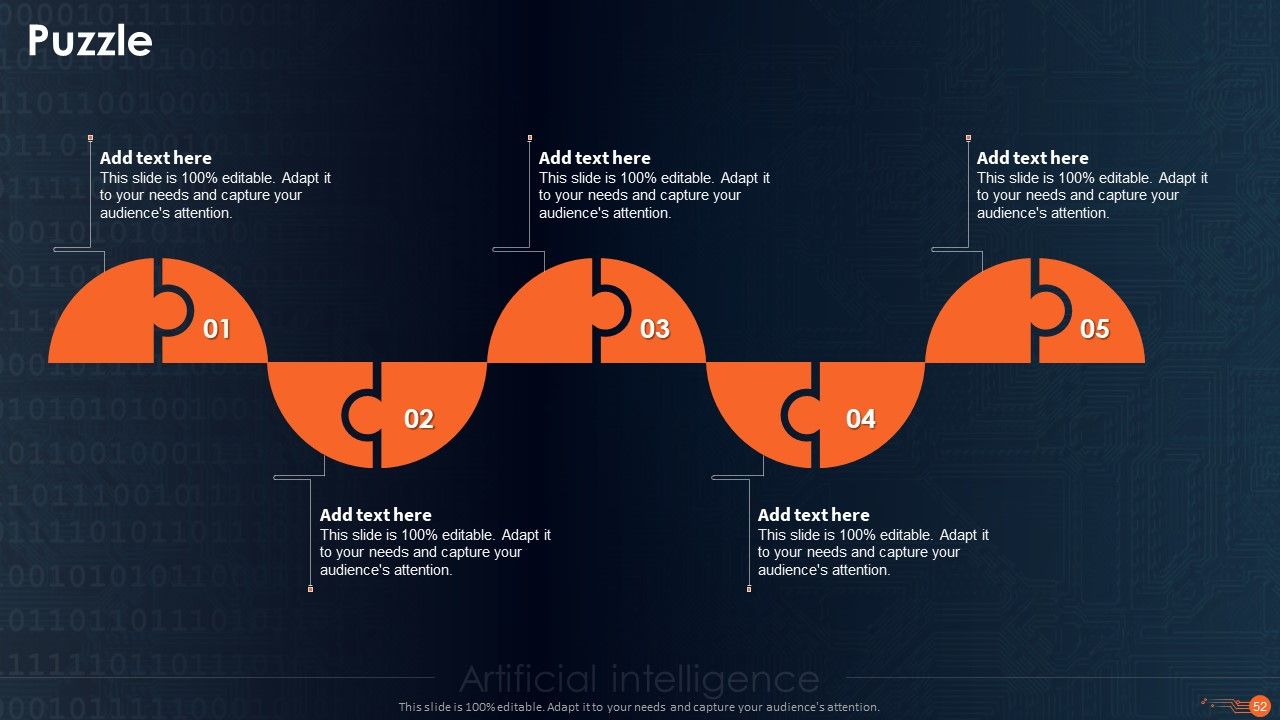 Puzzle
Add text here
This slide is 100% editable. Adapt it
to your needs and capture your
audience's attention.
Add text here
This slide is 100% editable. Adapt it
to your needs and capture your
audience's attention.
Add text here
This slide is 100% editable. Adapt it
to your needs and capture your
audience's attention.
01
03
05
02
04
Add text here
This slide is 100% editable. Adapt it
to your needs and capture your
audience's attention.
Add text here
This slide is 100% editable. Adapt it
to your needs and capture your
audience's attention.
Artificial intelligence
This slide is 100% editable. Adapt it to your needs and capture your audience's attention.
52